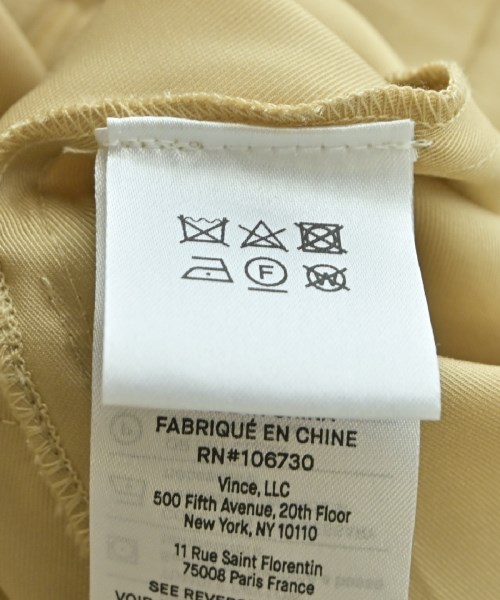 F W
FABRIQUÉ EN CHINE
RN#106730
Vince, LLC
500 Fifth Avenue, 20th Floor
New York, NY 10110
11 Rue Saint Florentin
75008 Paris France
SEE REVERSE